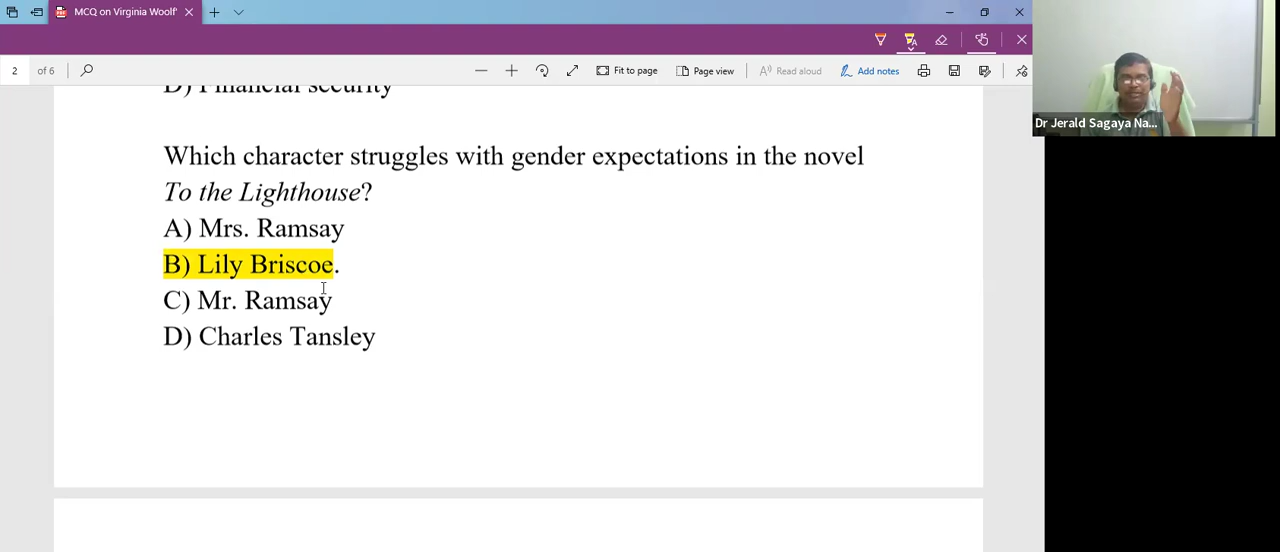 MCQ on Virginia Woolf'
2 of 6
Fit to page
Page view
Read aloud
Add notes
Dr Jerald Sagaya Na...
D) Financial security
Which character struggles with gender expectations in the novel
To the Lighthouse?
A) Mrs. Ramsay
B) Lily Briscoe.
C) Mr. Ramsay
D) Charles Tansley